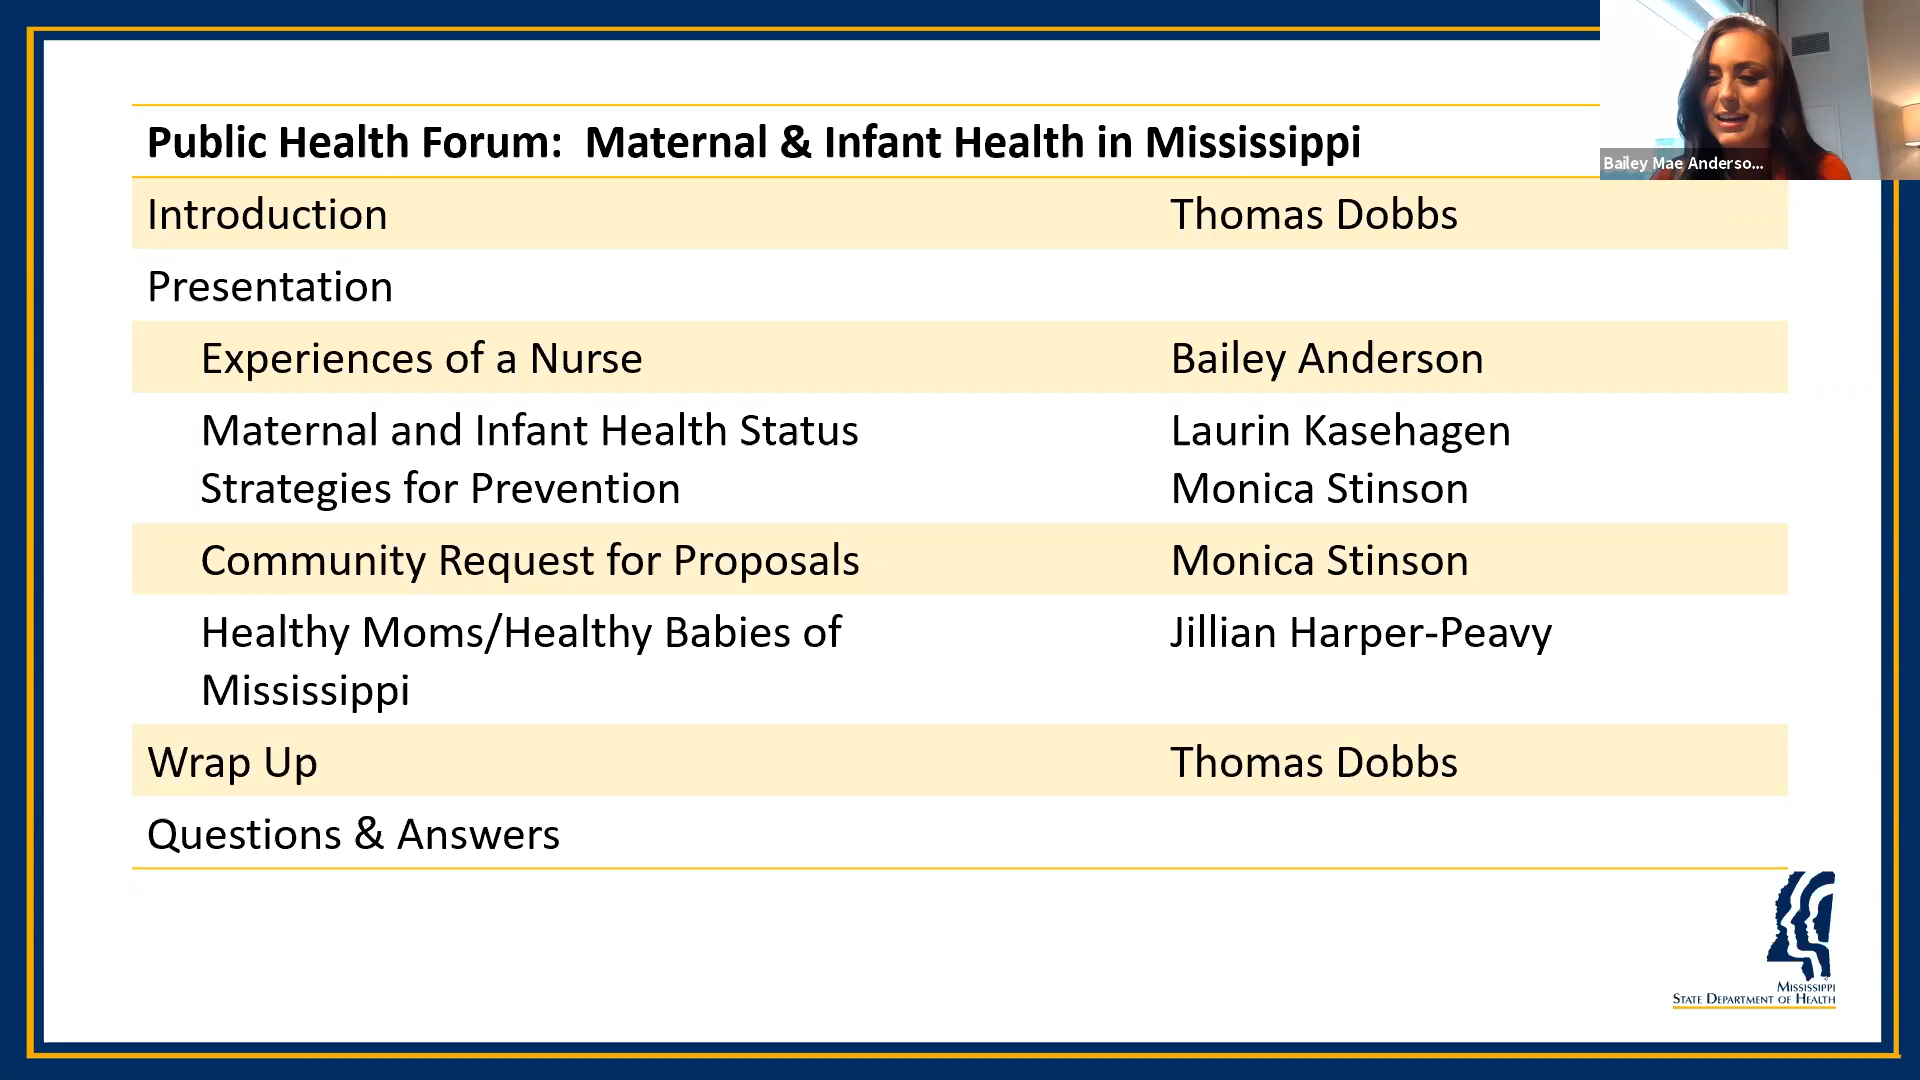 Public Health Forum:  Maternal & Infant Health in Mississippi
Bailey Mae Anderso...
Introduction Thomas Dobbs
Presentation
Experiences of a Nurse Bailey Anderson
Maternal and Infant Health Status Laurin Kasehagen
Strategies for Prevention Monica Stinson
Community Request for Proposals Monica Stinson
Healthy Moms/Healthy Babies of Jillian Harper-Peavy
Mississippi
Wrap Up Thomas Dobbs
Questions & Answers
Mississippi
State Department of Health